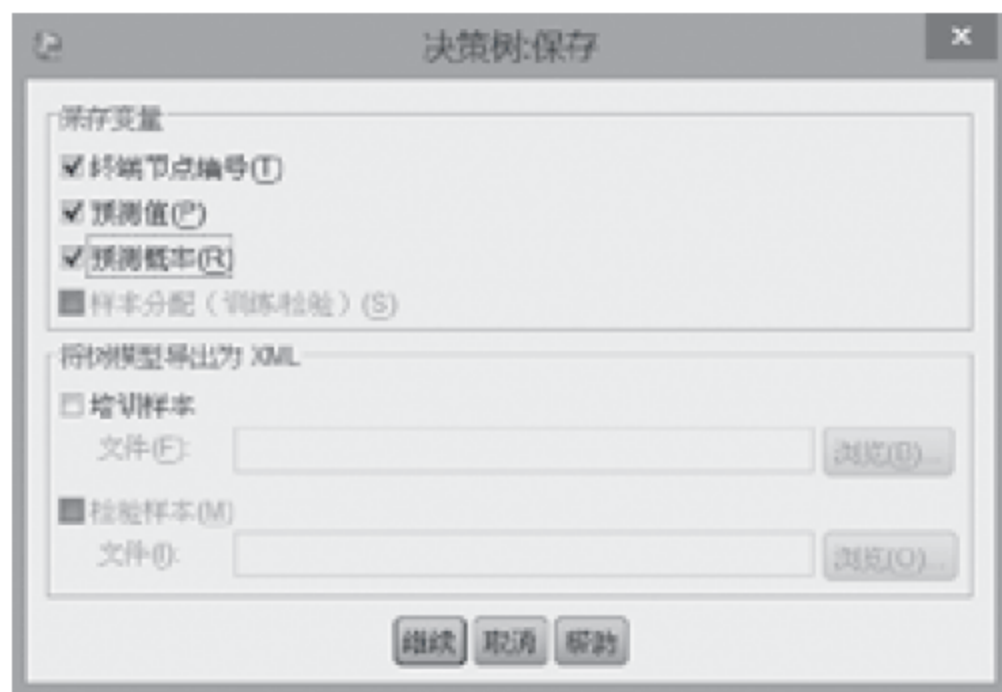 决策树:保存
保存变量
终端节点编号(T)
预测值(P)
预测概率(R)
样本分配（训练/检验）(S)
将树模型导出为 XML
培训样本
文件(F):
浏览(B)...
检验样本(M)
文件(I):
浏览(O)...
继续 取消 帮助